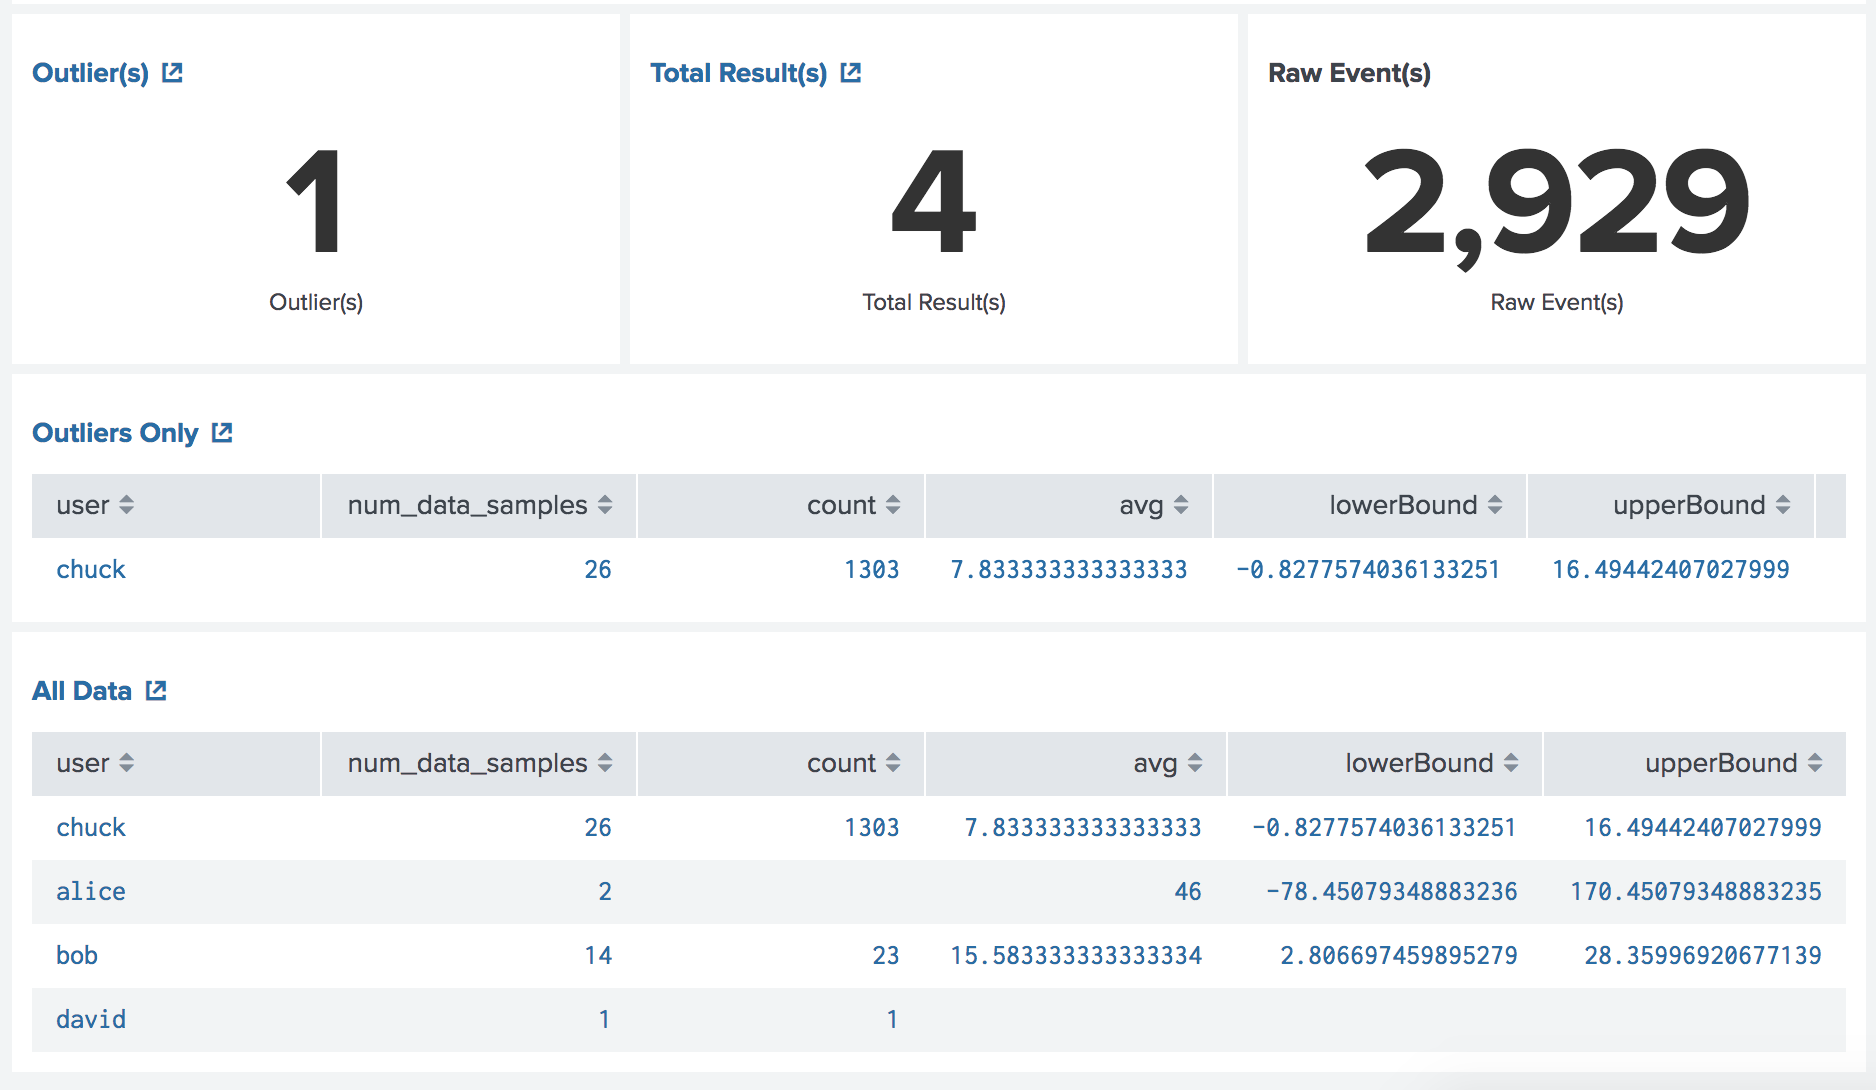 Outlier(s)
Total Result(s)
Raw Event(s)
1
4
2,929
Outlier(s)
Total Result(s)
Raw Event(s)
Outliers Only
user num_data_samples count avg lowerBound upperBound
chuck 26 1303 7.833333333333333 -0.8277574036133251 16.49442407027999
All Data
user num_data_samples count avg lowerBound upperBound
chuck 26 1303 7.833333333333333 -0.8277574036133251 16.49442407027999
alice 2 46 -78.45079348883236 170.45079348883235
bob 14 23 15.583333333333334 2.806697459895279 28.35996920677139
david 1 1